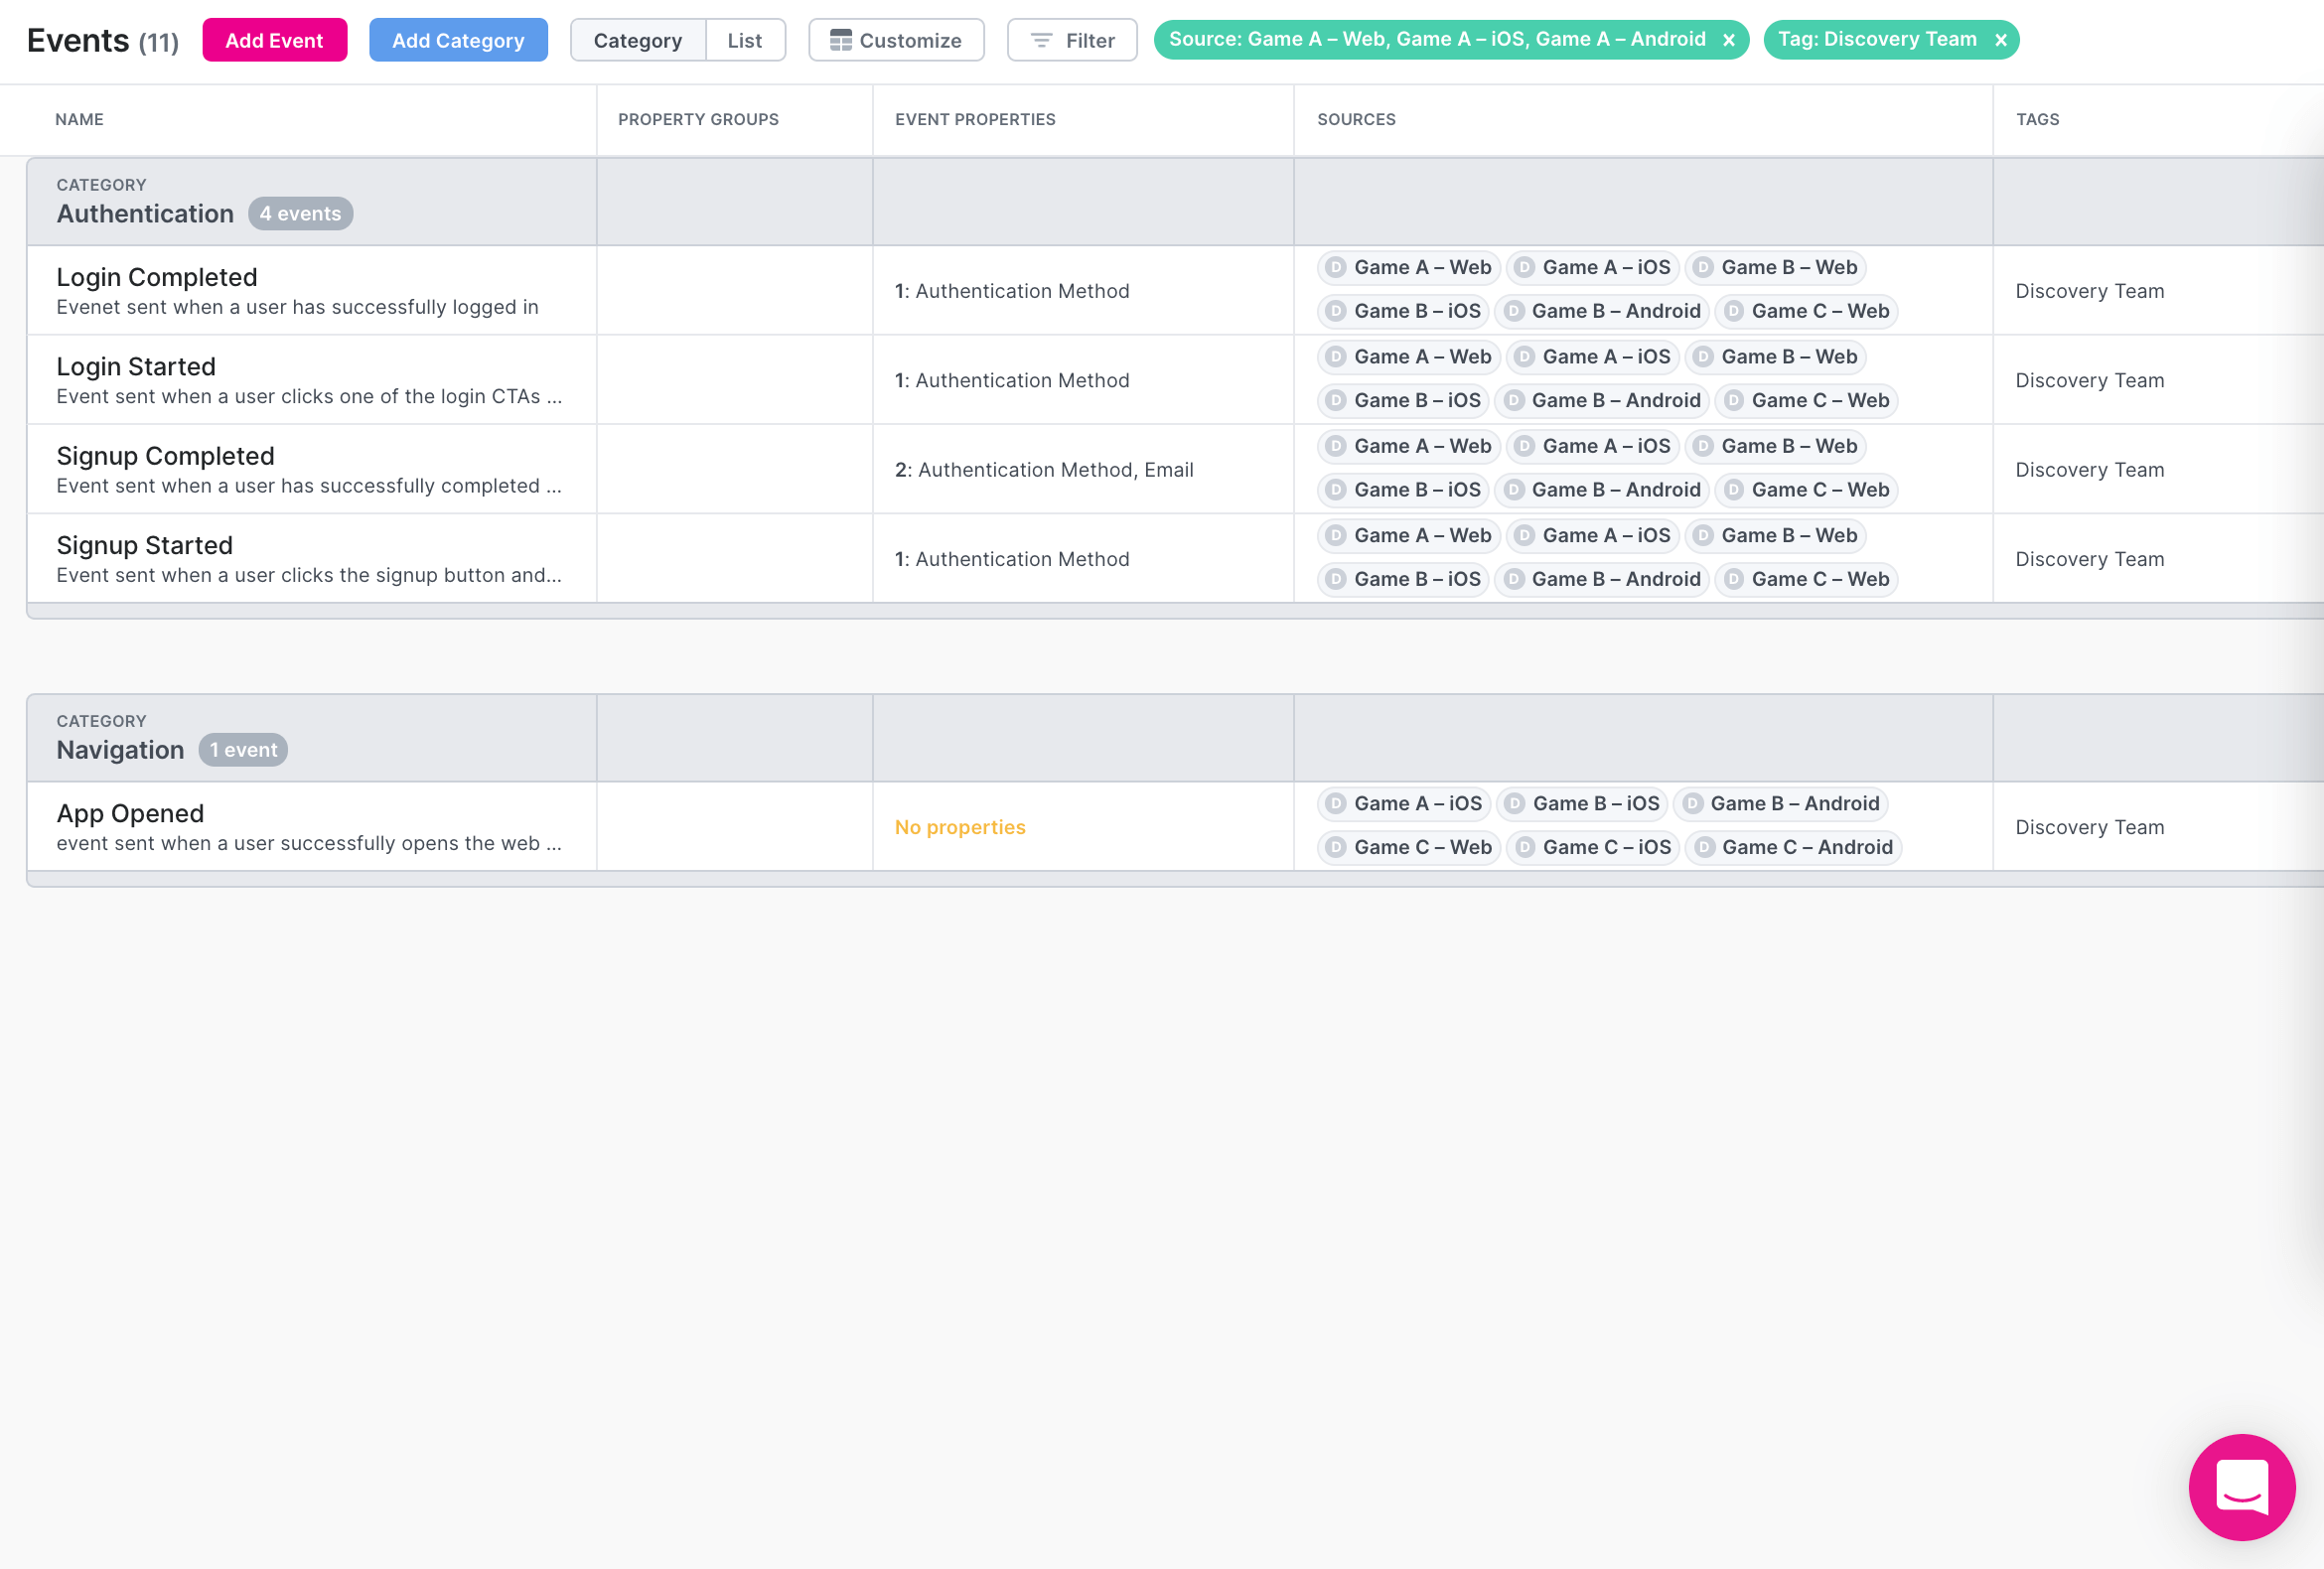 Events (11) Add Event Add Category Category List Customize Filter Source: Game A – Web, Game A – iOS, Game A – Android × Tag: Discovery Team ×
NAME PROPERTY GROUPS EVENT PROPERTIES SOURCES TAGS
CATEGORY
Authentication 4 events
Login Completed
Evenet sent when a user has successfully logged in
1: Authentication Method
D Game A – Web D Game A – iOS D Game B – Web
D Game B – iOS D Game B – Android D Game C – Web
Discovery Team
Login Started
Event sent when a user clicks one of the login CTAs ...
1: Authentication Method
D Game A – Web D Game A – iOS D Game B – Web
D Game B – iOS D Game B – Android D Game C – Web
Discovery Team
Signup Completed
Event sent when a user has successfully completed ...
2: Authentication Method, Email
D Game A – Web D Game A – iOS D Game B – Web
D Game B – iOS D Game B – Android D Game C – Web
Discovery Team
Signup Started
Event sent when a user clicks the signup button and...
1: Authentication Method
D Game A – Web D Game A – iOS D Game B – Web
D Game B – iOS D Game B – Android D Game C – Web
Discovery Team
CATEGORY
Navigation 1 event
App Opened
event sent when a user successfully opens the web ...
No properties
D Game A – iOS D Game B – iOS D Game B – Android
D Game C – Web D Game C – iOS D Game C – Android
Discovery Team